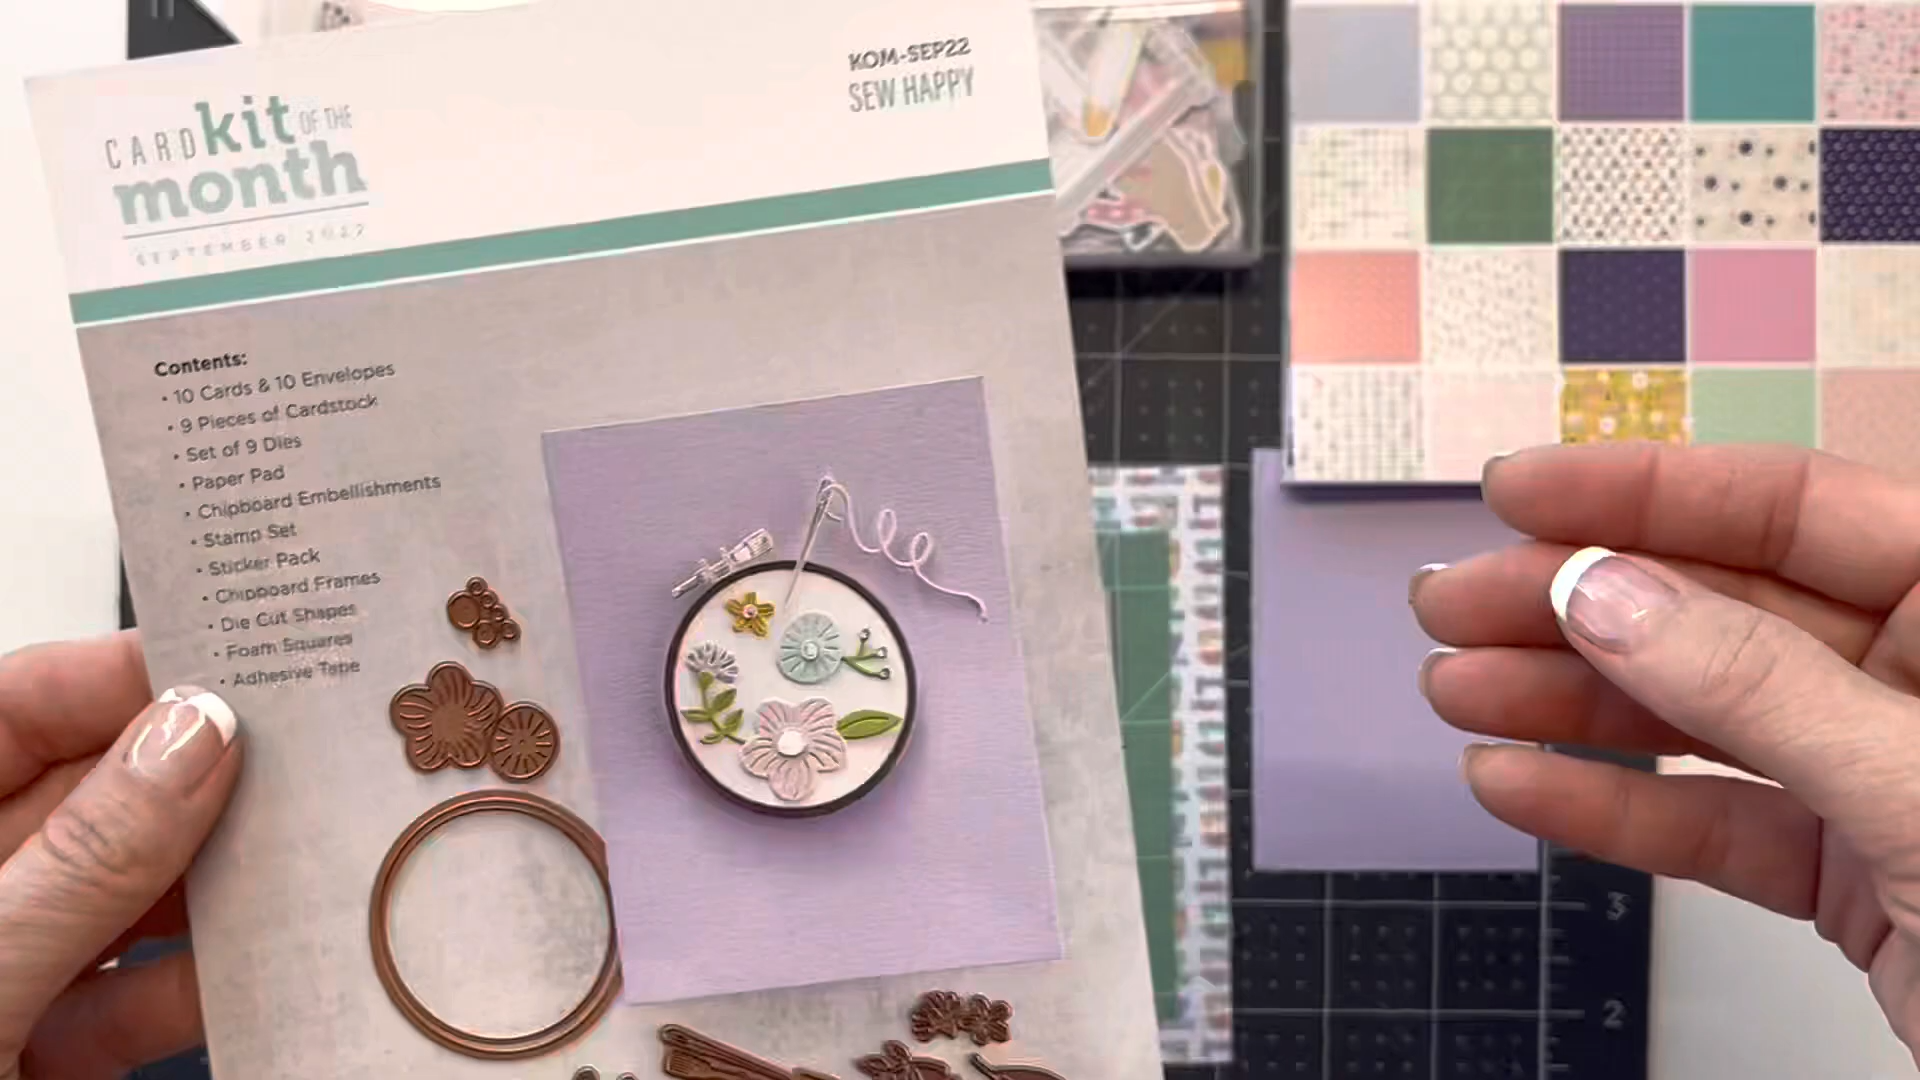 CARD kit OF THE
month
SEPTEMBER 2022
KOM-SEP22
SEW HAPPY
Contents:
• 10 Cards & 10 Envelopes
• 9 Pieces of Cardstock
• Set of 9 Dies
• Paper Pad
• Chipboard Embellishments
• Stamp Set
• Sticker Pack
• Chipboard Frames
• Die Cut Shapes
• Foam Squares
• Adhesive Tape
3
2